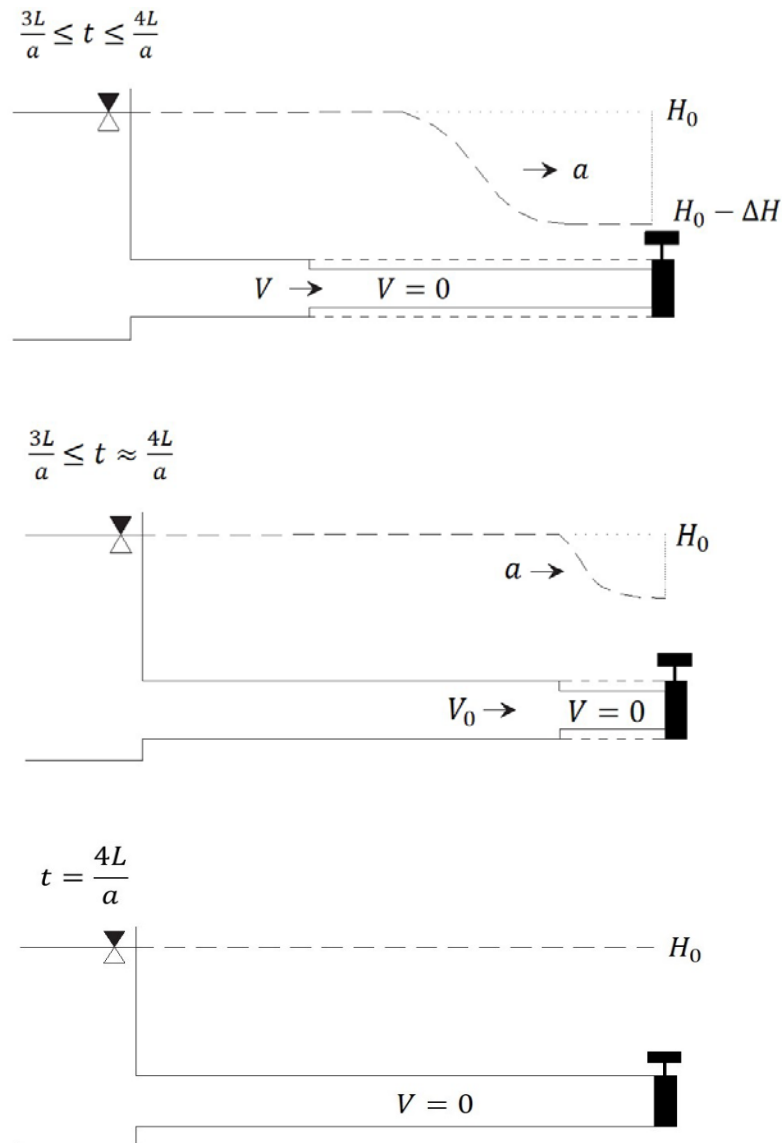 3L/a ≤ t ≤ 4L/a
H₀
a
H₀ − ΔH
V V = 0
3L/a ≤ t ≈ 4L/a
H₀
a
V₀ V = 0
t = 4L/a
H₀
V = 0